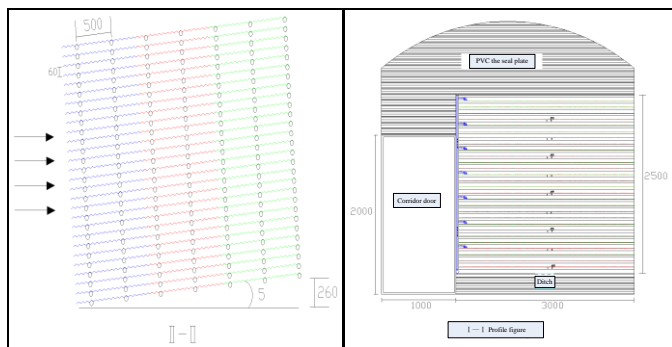 500
60
5
260
II-II
PVC the seal plate
2000
Corridor door
2500
Ditch
1000
3000
I — I Profile figure